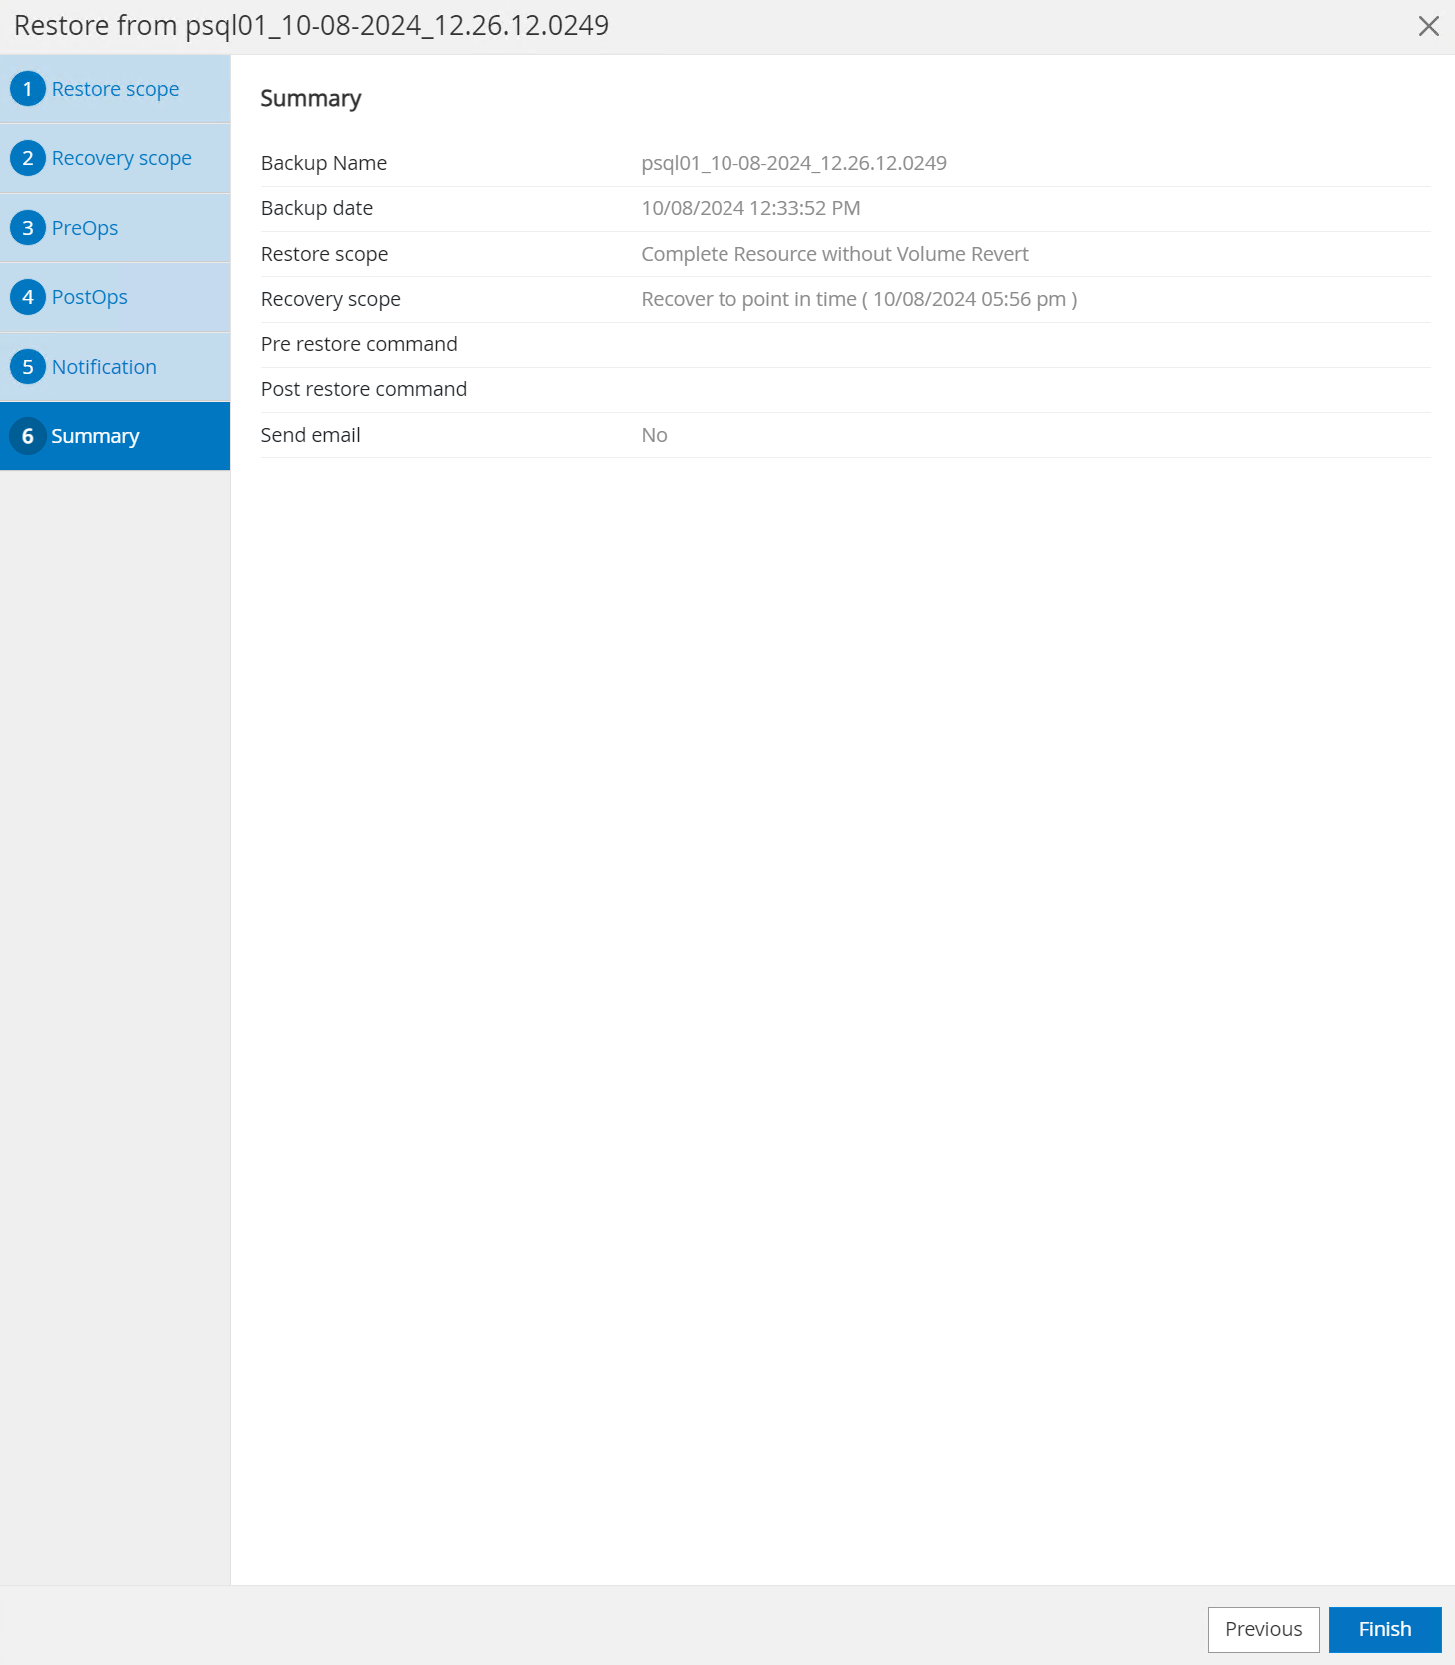 Restore from psql01_10-08-2024_12.26.12.0249
1 Restore scope
2 Recovery scope
3 PreOps
4 PostOps
5 Notification
6 Summary
Summary
Backup Name psql01_10-08-2024_12.26.12.0249
Backup date 10/08/2024 12:33:52 PM
Restore scope Complete Resource without Volume Revert
Recovery scope Recover to point in time ( 10/08/2024 05:56 pm )
Pre restore command
Post restore command
Send email No
Previous Finish